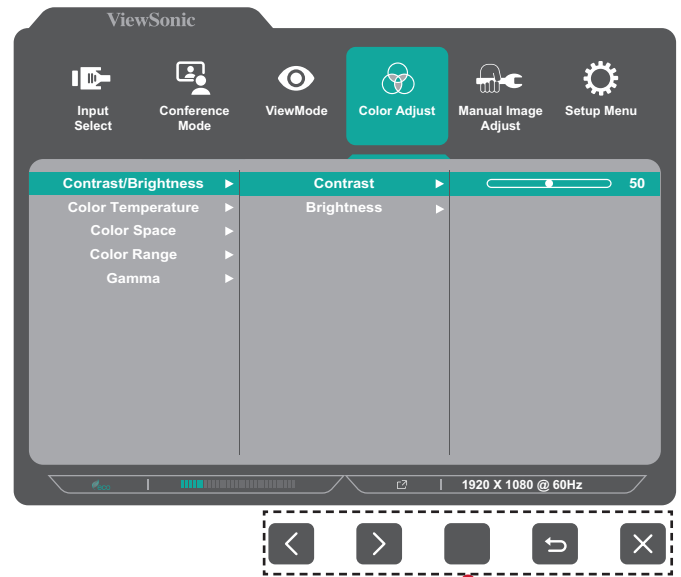 ViewSonic
Input
Select
Conference
Mode
ViewMode
Color Adjust
Manual Image
Adjust
Setup Menu
Contrast/Brightness
Contrast
50
Color Temperature
Brightness
Color Space
Color Range
Gamma
eco
1920 X 1080 @ 60Hz